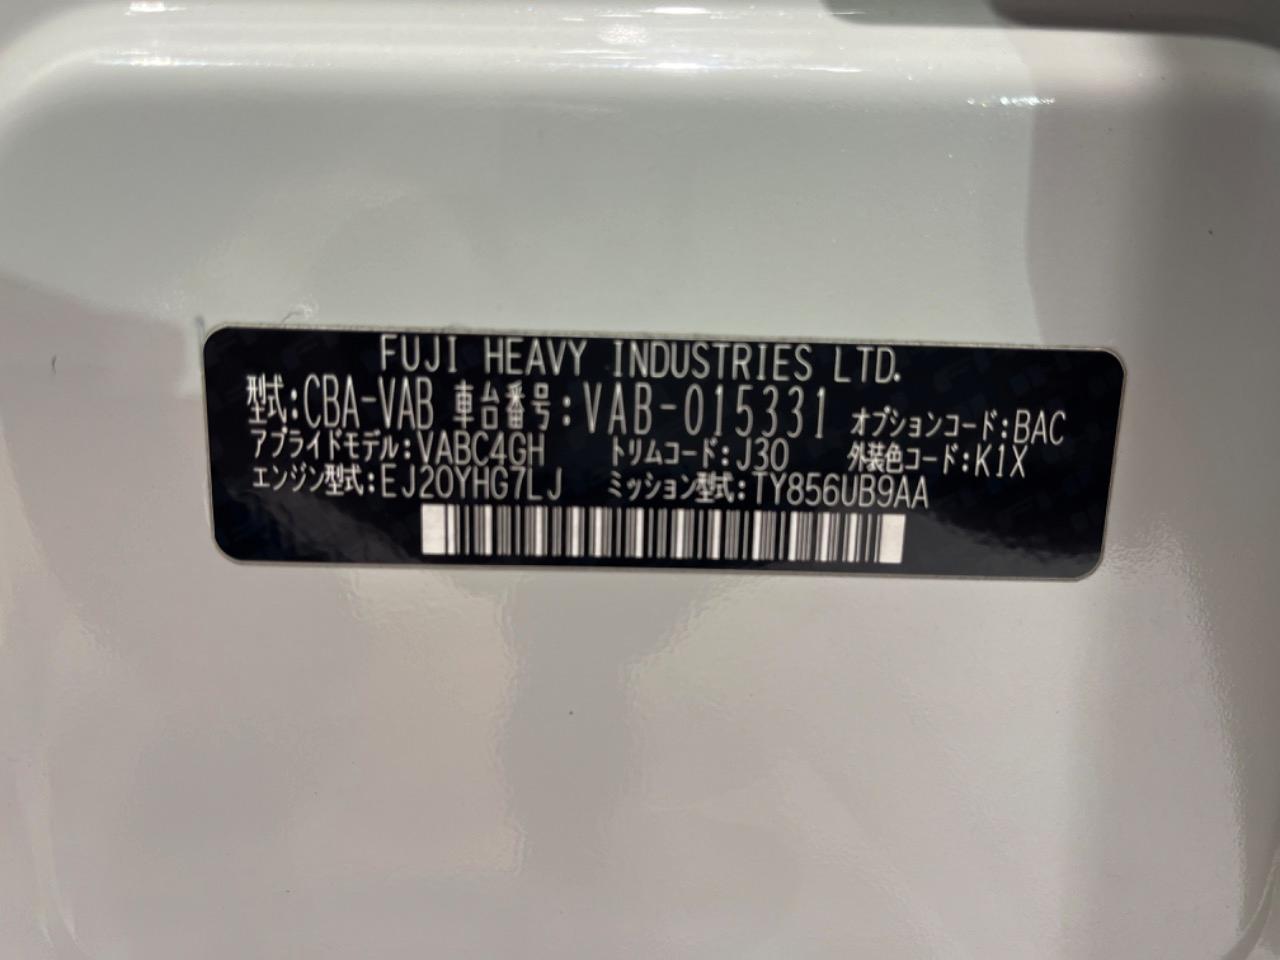 FUJI HEAVY INDUSTRIES LTD.
型式:CBA-VAB 車台番号:VAB-015331 オプションコード:BAC
アプライドモデル:VABC4GH トリムコード:J30 外装色コード:K1X
エンジン型式:EJ20YHG7LJ ミッション型式:TY856UB9AA